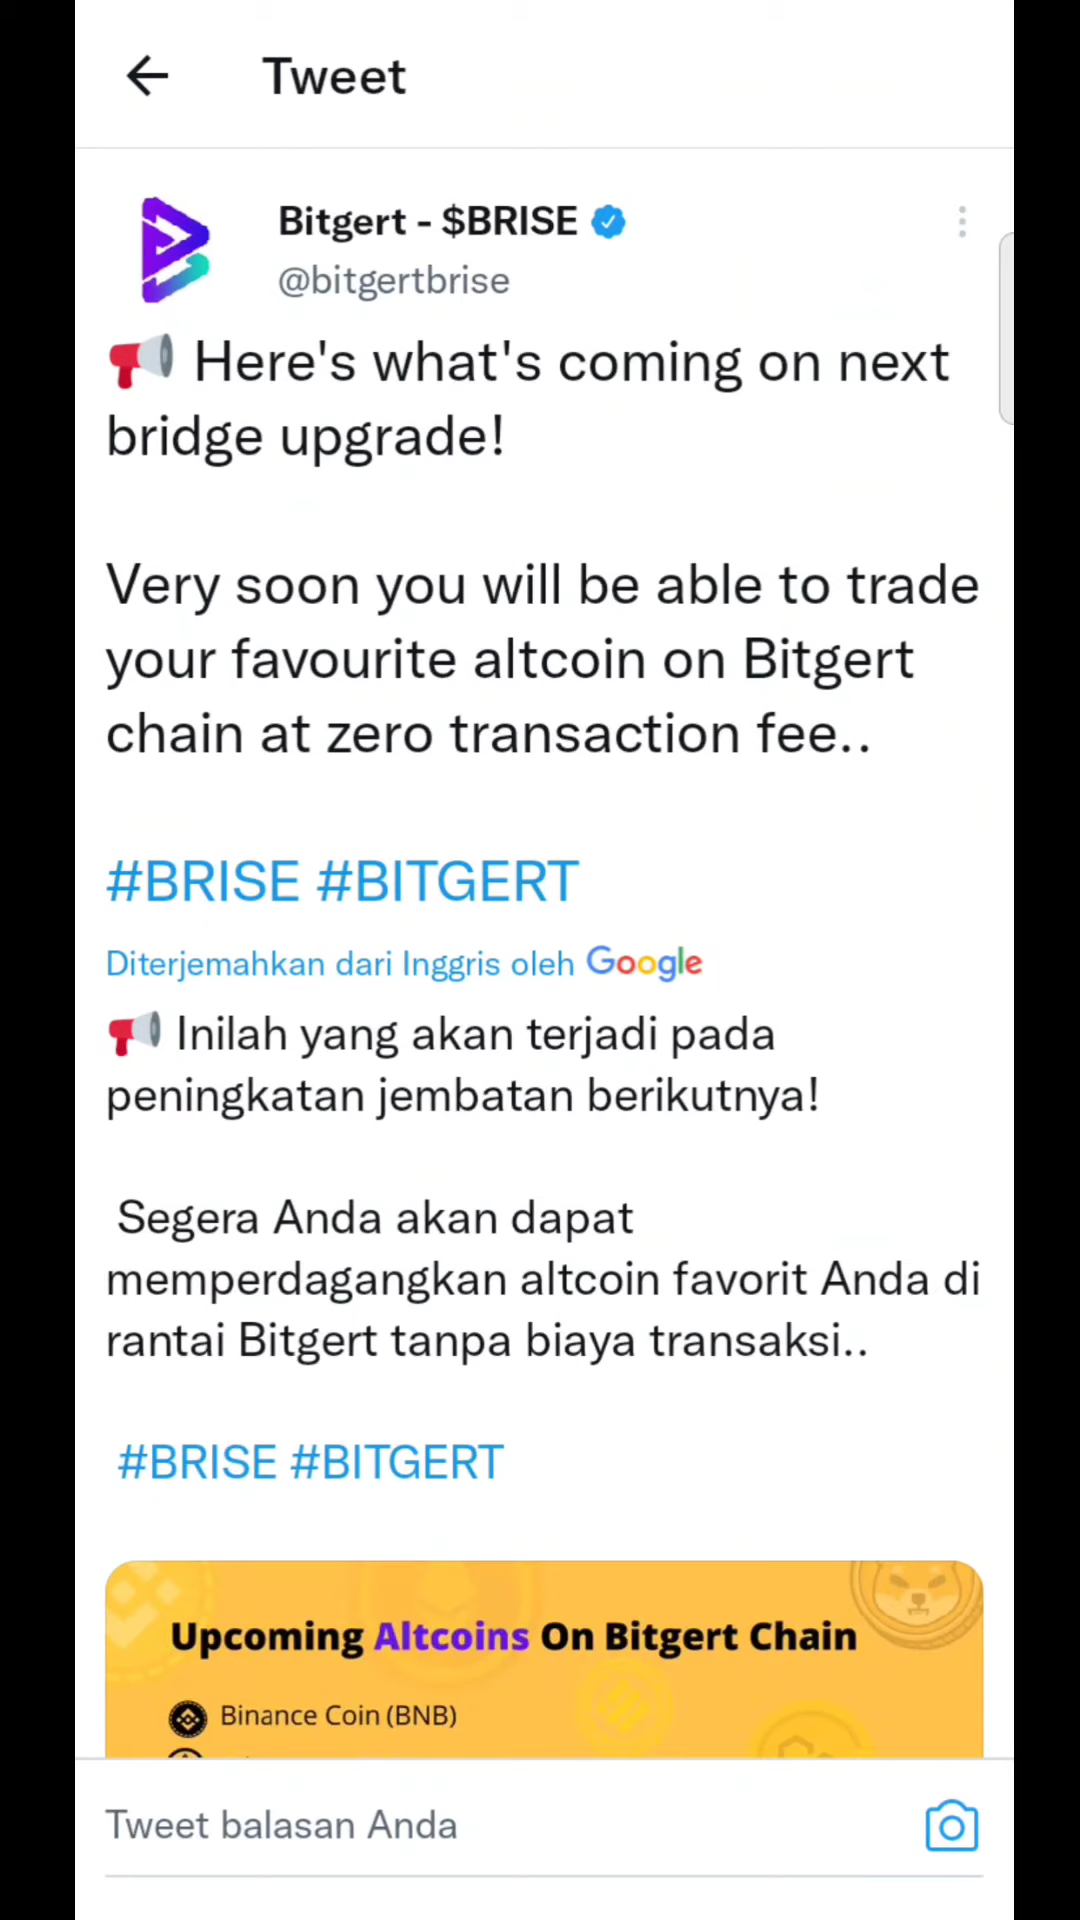 Tweet
Bitgert - $BRISE
@bitgertbrise
📢 Here's what's coming on next
bridge upgrade!
Very soon you will be able to trade
your favourite altcoin on Bitgert
chain at zero transaction fee..
#BRISE #BITGERT
Diterjemahkan dari Inggris oleh Google
📢 Inilah yang akan terjadi pada
peningkatan jembatan berikutnya!
Segera Anda akan dapat
memperdagangkan altcoin favorit Anda di
rantai Bitgert tanpa biaya transaksi..
#BRISE #BITGERT
Upcoming Altcoins On Bitgert Chain
Binance Coin (BNB)
Tweet balasan Anda